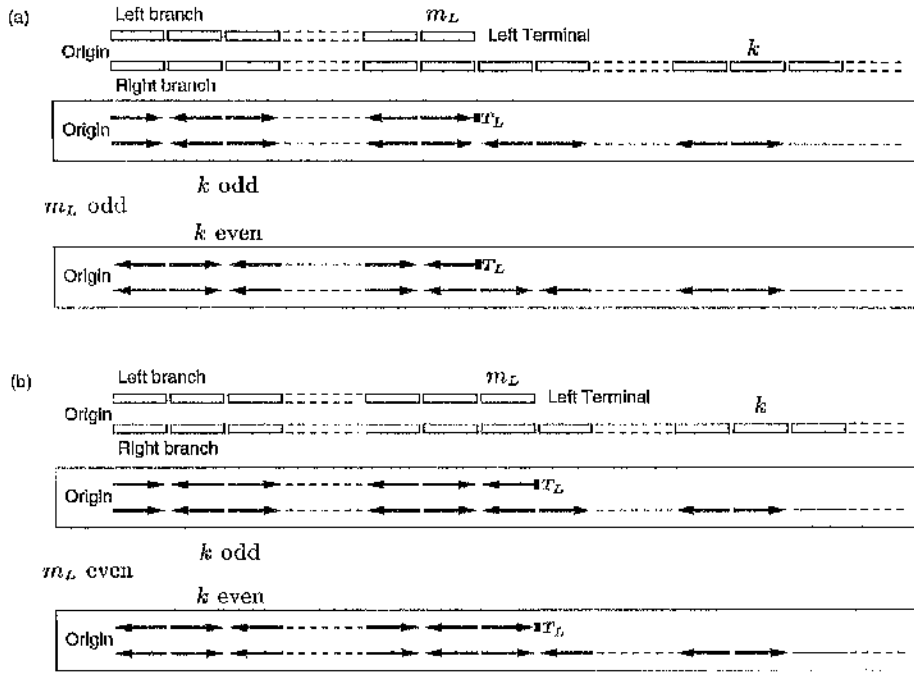 (a)
Left branch
m_L
Left Terminal
Origin
k
Right branch
Origin
T_L
k odd
m_L odd
k even
Origin
T_L
(b)
Left branch
m_L
Left Terminal
Origin
k
Right branch
Origin
T_L
k odd
m_L even
k even
Origin
T_L